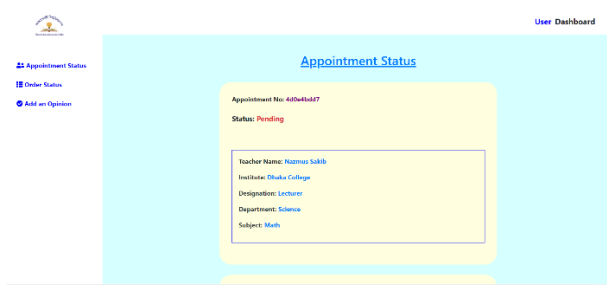 User Dashboard
Appointment Status
Order Status
Add an Opinion
Appointment Status
Appointment No: 4d0e4bdd7
Status: Pending
Teacher Name: Nazmus Sakib
Institute: Dhaka College
Designation: Lecturer
Department: Science
Subject: Math